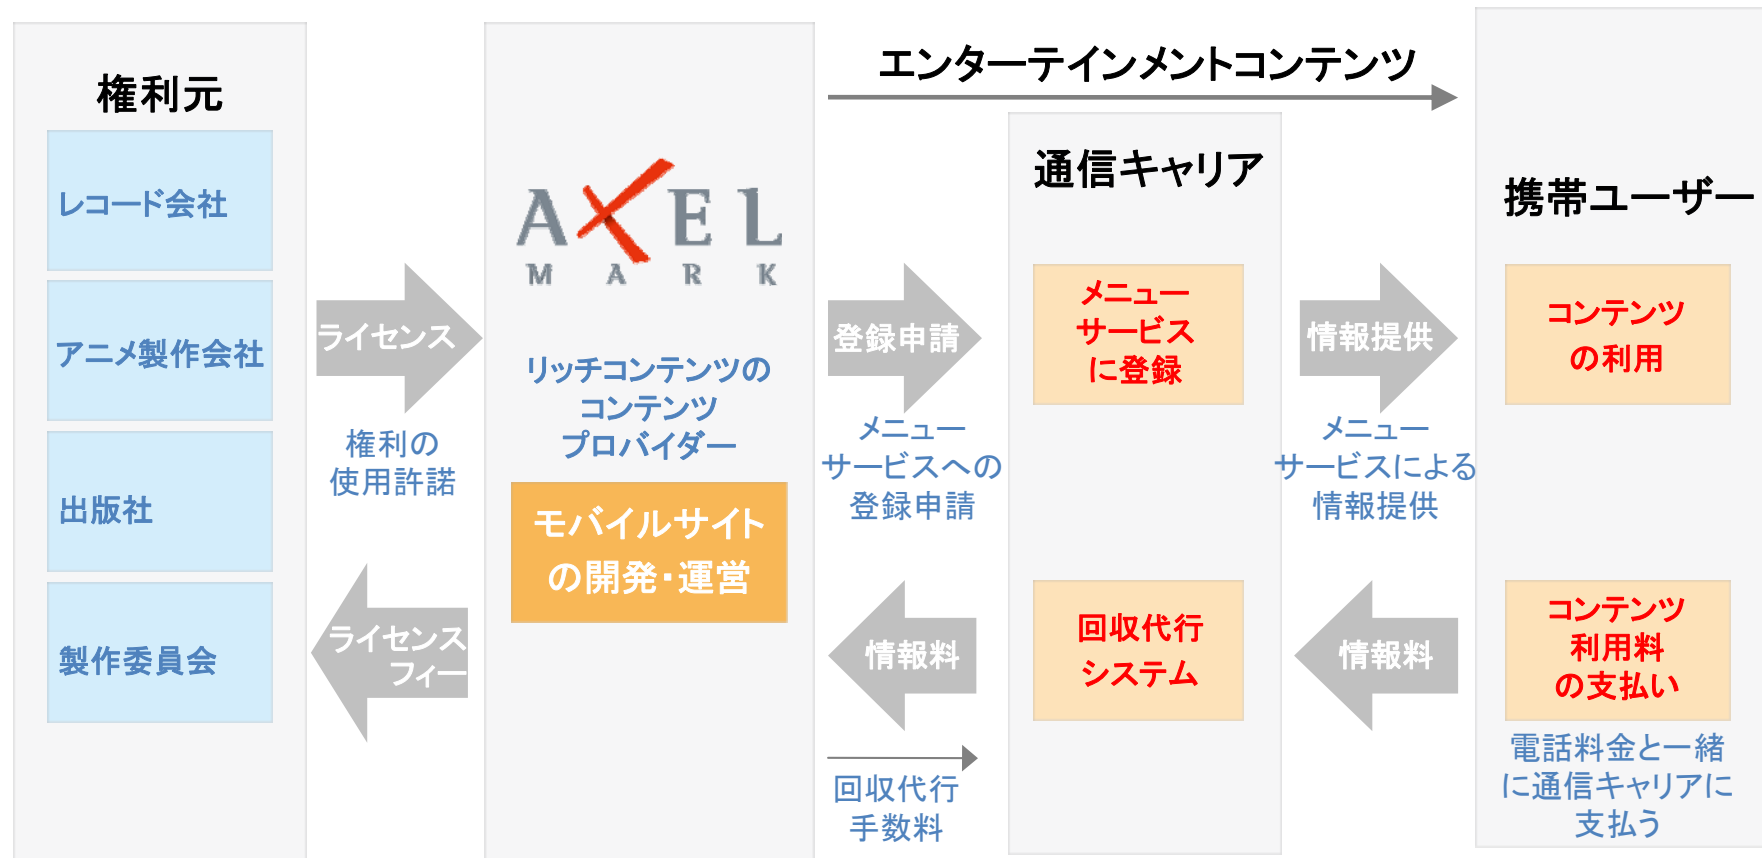 権利元
レコード会社
アニメ製作会社
出版社
製作委員会
ライセンス
権利の
使用許諾
ライセンス
フィー
AXEL
MARK
リッチコンテンツの
コンテンツ
プロバイダー
モバイルサイト
の開発・運営
エンターテインメントコンテンツ
登録申請
メニュー
サービスへの
登録申請
情報料
回収代行
手数料
通信キャリア
メニュー
サービス
に登録
回収代行
システム
情報提供
メニュー
サービスによる
情報提供
情報料
携帯ユーザー
コンテンツ
の利用
コンテンツ
利用料
の支払い
電話料金と一緒
に通信キャリアに
支払う